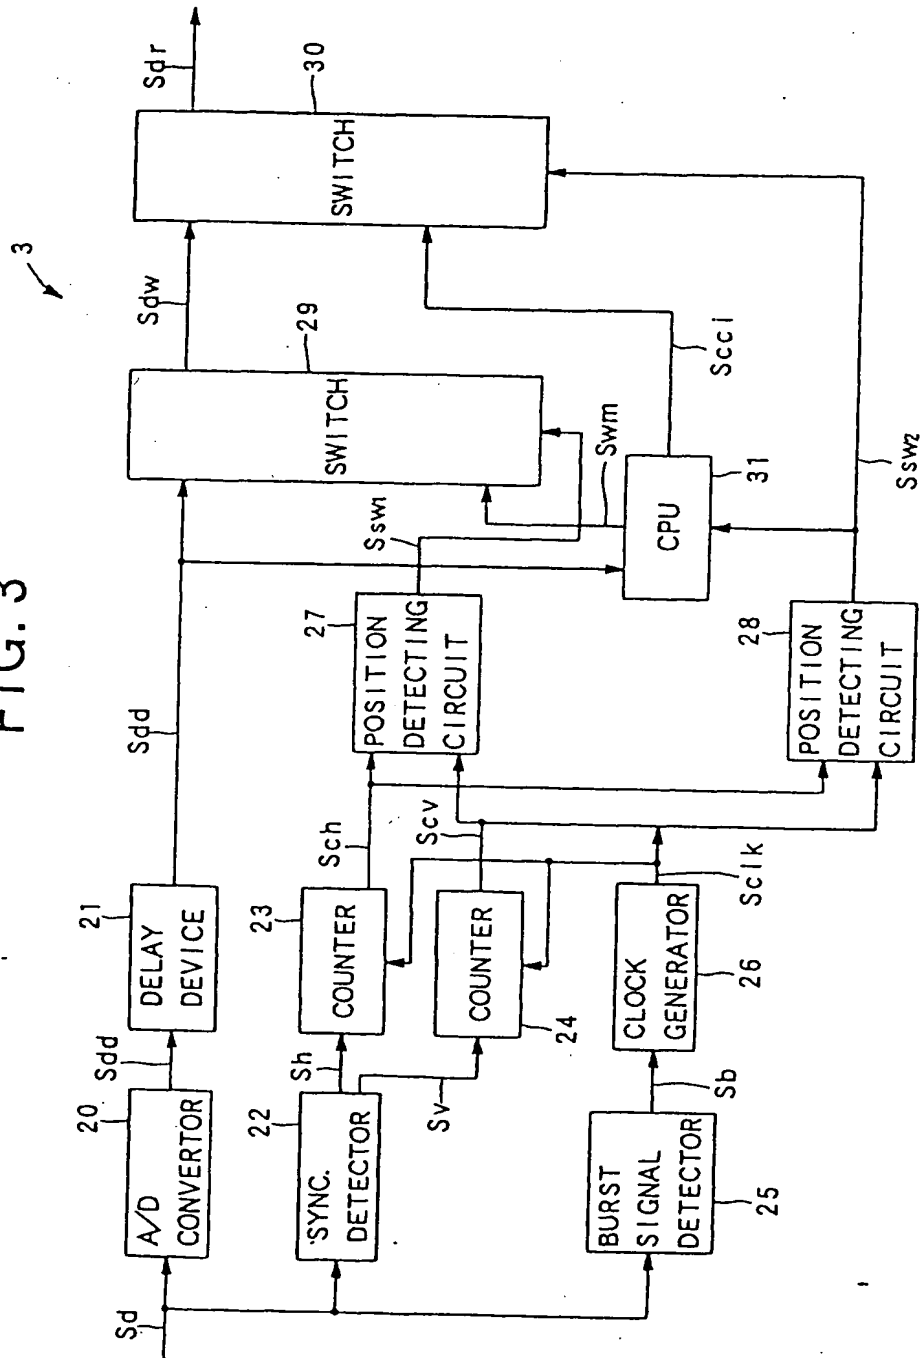 FIG. 3
3
Sd
20
A/D
CONVERTOR
Sdd
21
DELAY
DEVICE
Sdd
29
SWITCH
Sdw
30
SWITCH
Sdr
22
SYNC.
DETECTOR
Sh
Sv
23
COUNTER
Sch
24
COUNTER
Scv
27
POSITION
DETECTING
CIRCUIT
Ssw1
Swm
CPU
31
Scci
25
BURST
SIGNAL
DETECTOR
Sb
26
CLOCK
GENERATOR
Sclk
28
POSITION
DETECTING
CIRCUIT
Ssw2